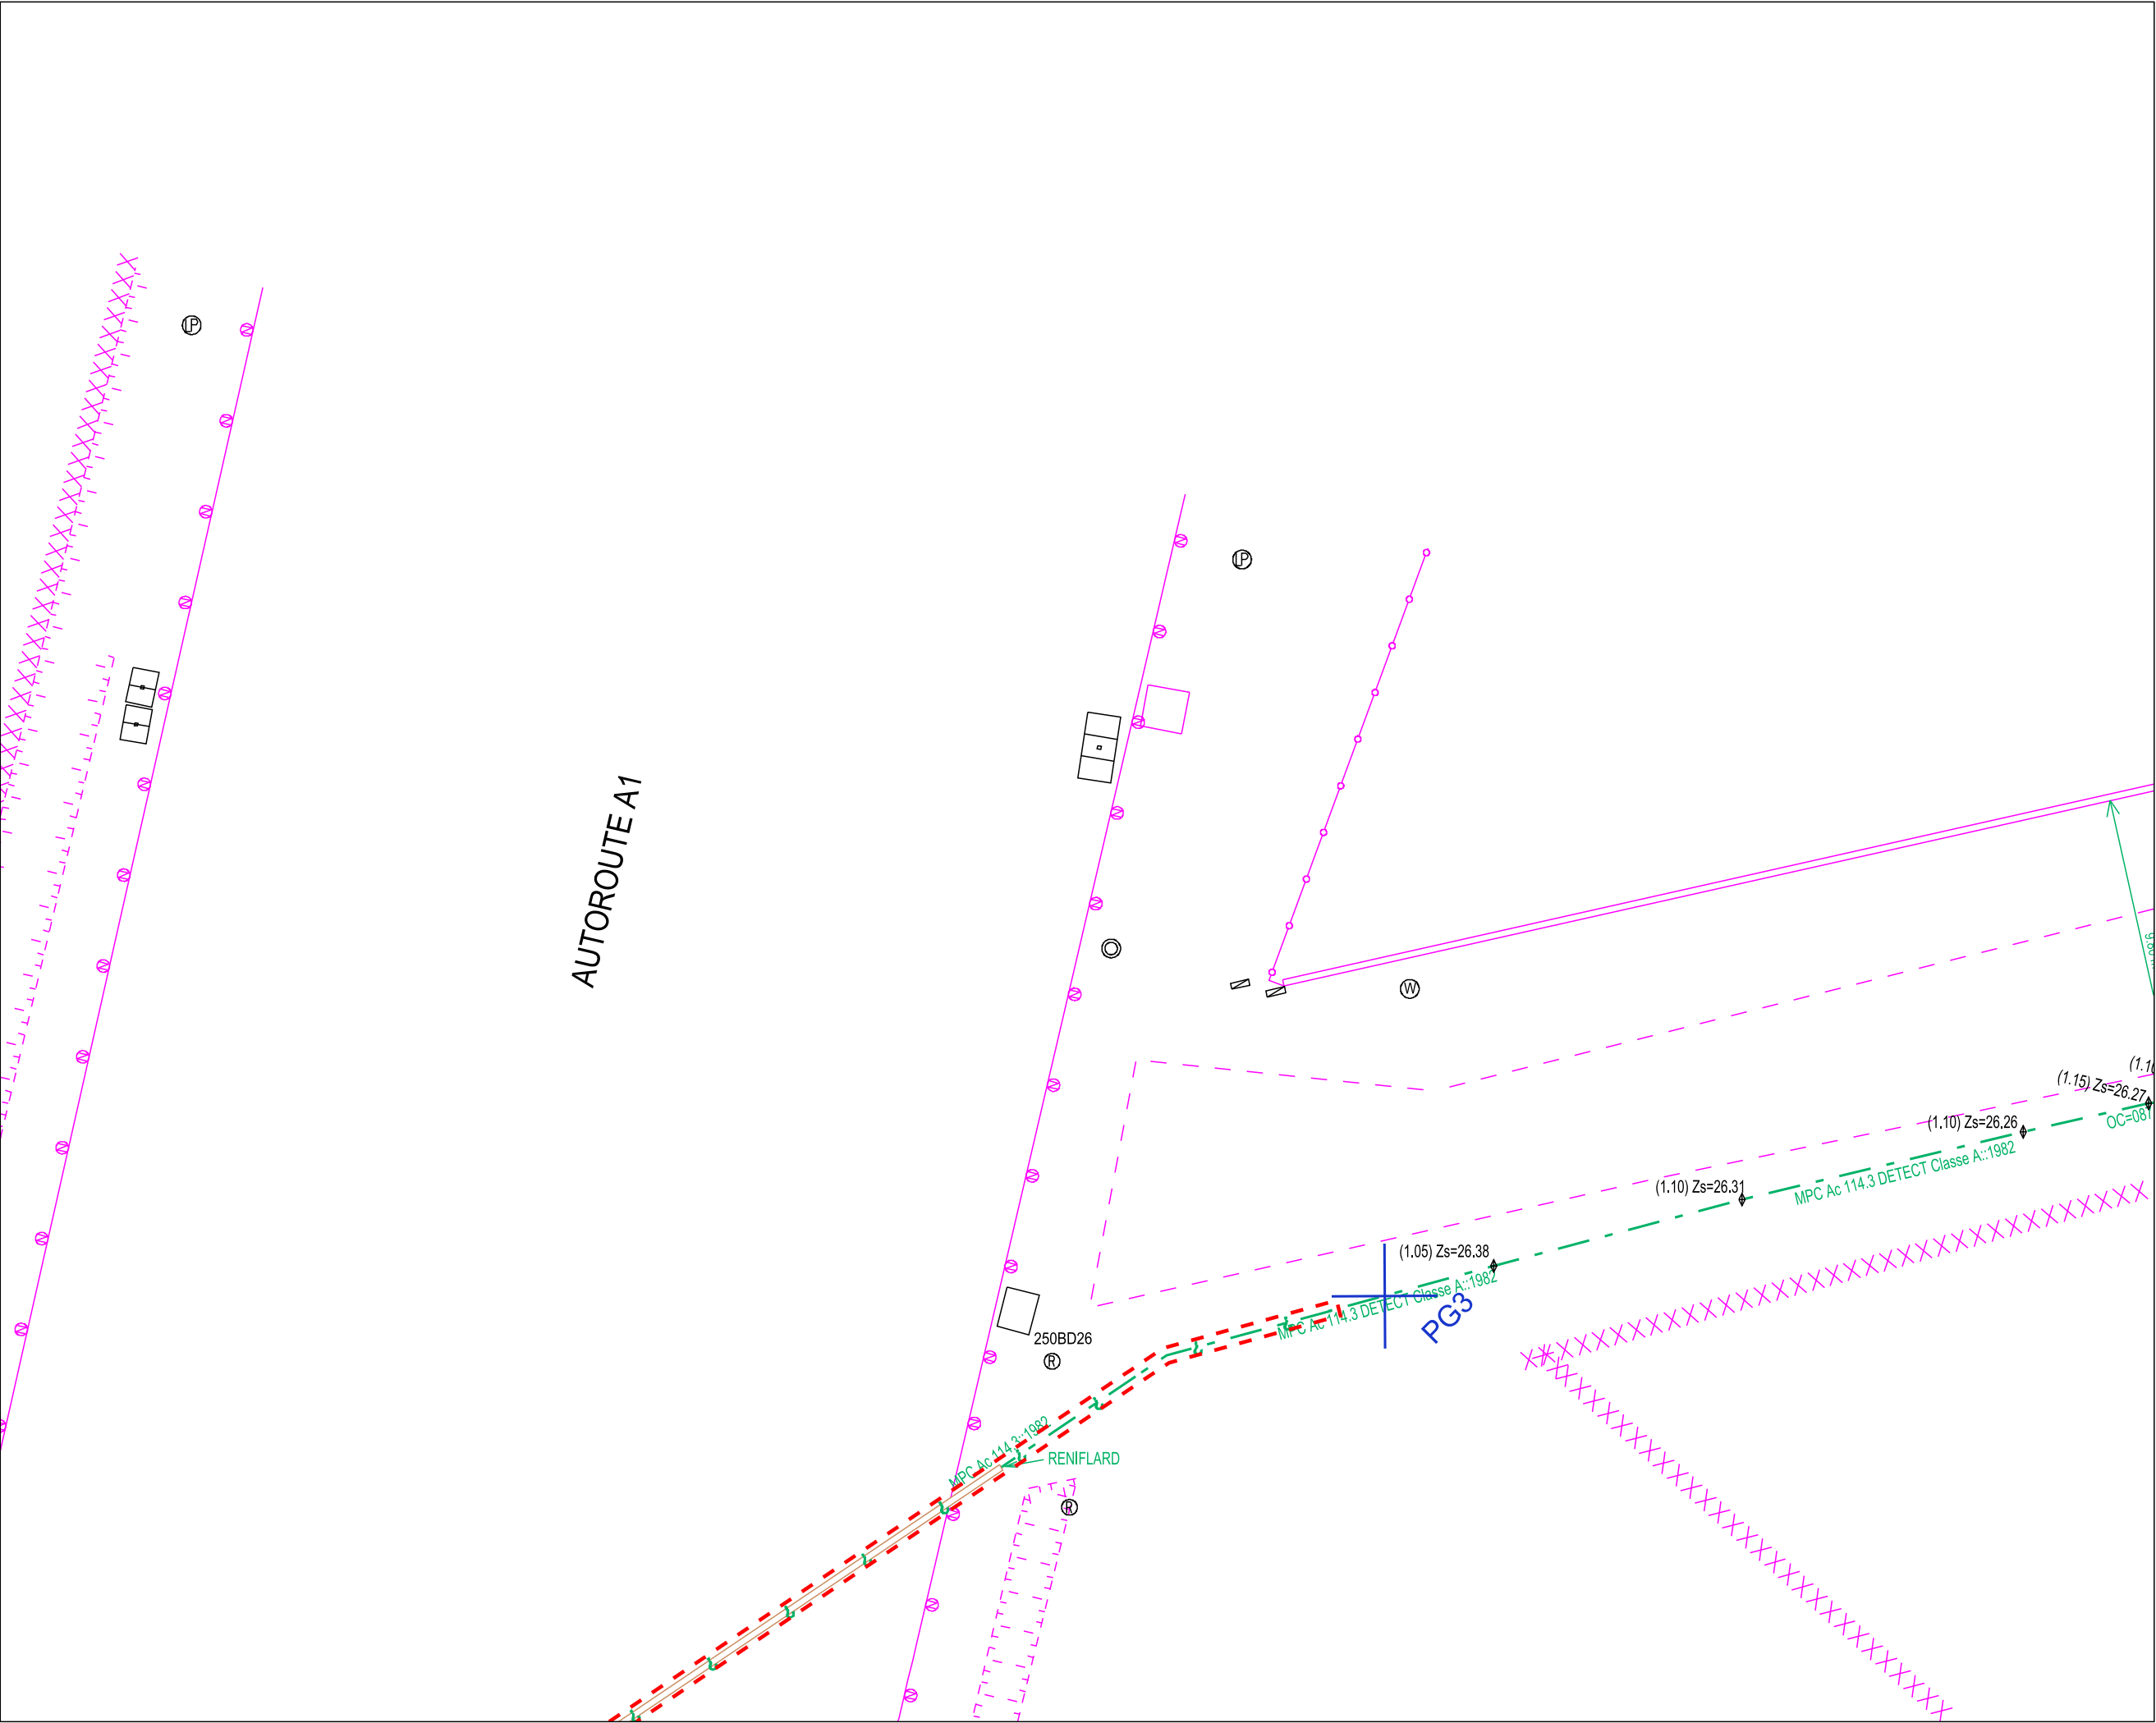 LP
LP
AUTOROUTE A1
W
(1.15) Zs=26.27
(1.10) Zs=26.26
MPC Ac 114.3 DETECT Classe A::1982
(1.10) Zs=26.31
(1.05) Zs=26.38
MPC Ac 114.3 DETECT Classe A::1982
PG3
250BD26
R
MPC Ac 114.3::1982
RENIFLARD
R